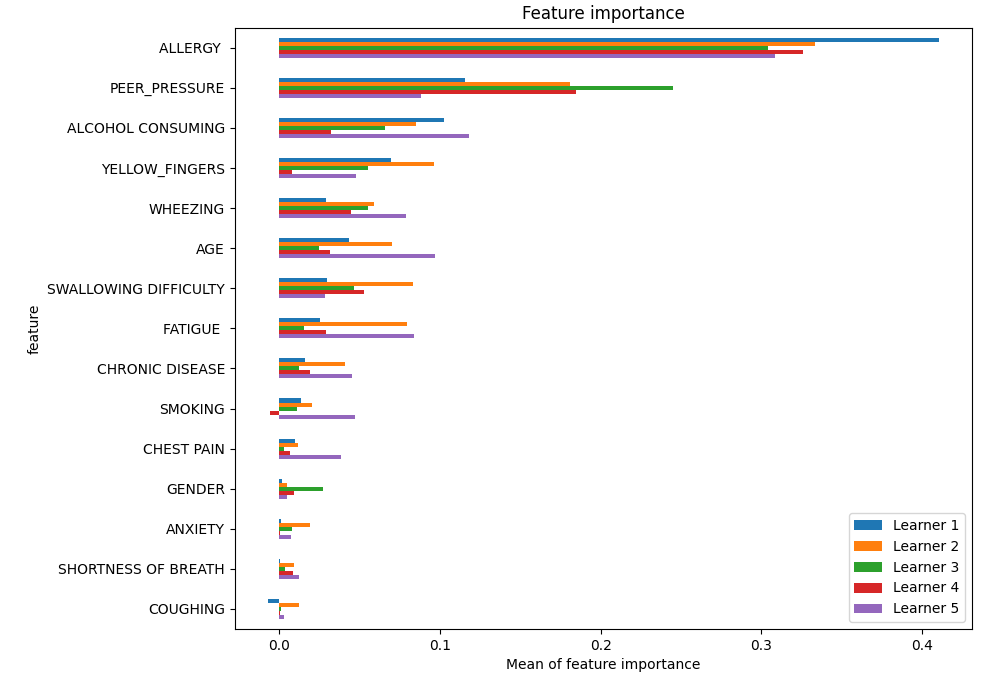 Feature importance
ALLERGY
PEER_PRESSURE
ALCOHOL CONSUMING
YELLOW_FINGERS
WHEEZING
AGE
SWALLOWING DIFFICULTY
FATIGUE
CHRONIC DISEASE
SMOKING
CHEST PAIN
GENDER
ANXIETY
SHORTNESS OF BREATH
COUGHING
feature
Learner 1
Learner 2
Learner 3
Learner 4
Learner 5
0.0 0.1 0.2 0.3 0.4
Mean of feature importance